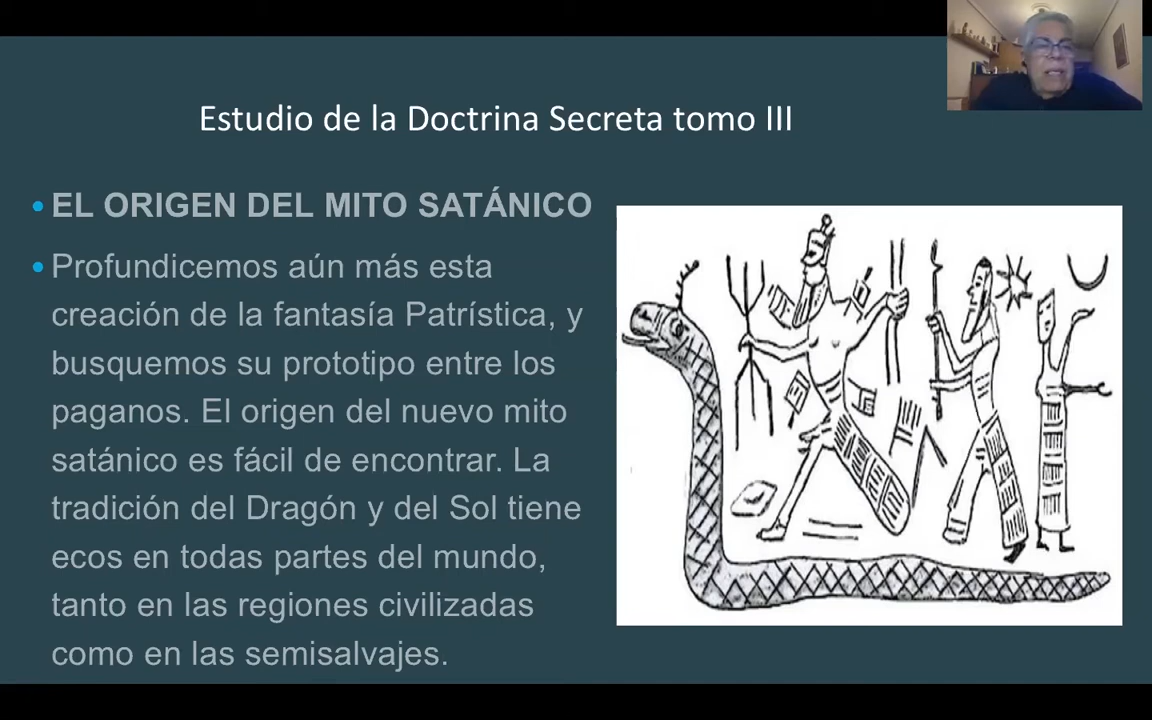 Estudio de la Doctrina Secreta tomo III
• EL ORIGEN DEL MITO SATÁNICO
• Profundicemos aún más esta
creación de la fantasía Patrística, y
busquemos su prototipo entre los
paganos. El origen del nuevo mito
satánico es fácil de encontrar. La
tradición del Dragón y del Sol tiene
ecos en todas partes del mundo,
tanto en las regiones civilizadas
como en las semisalvajes.